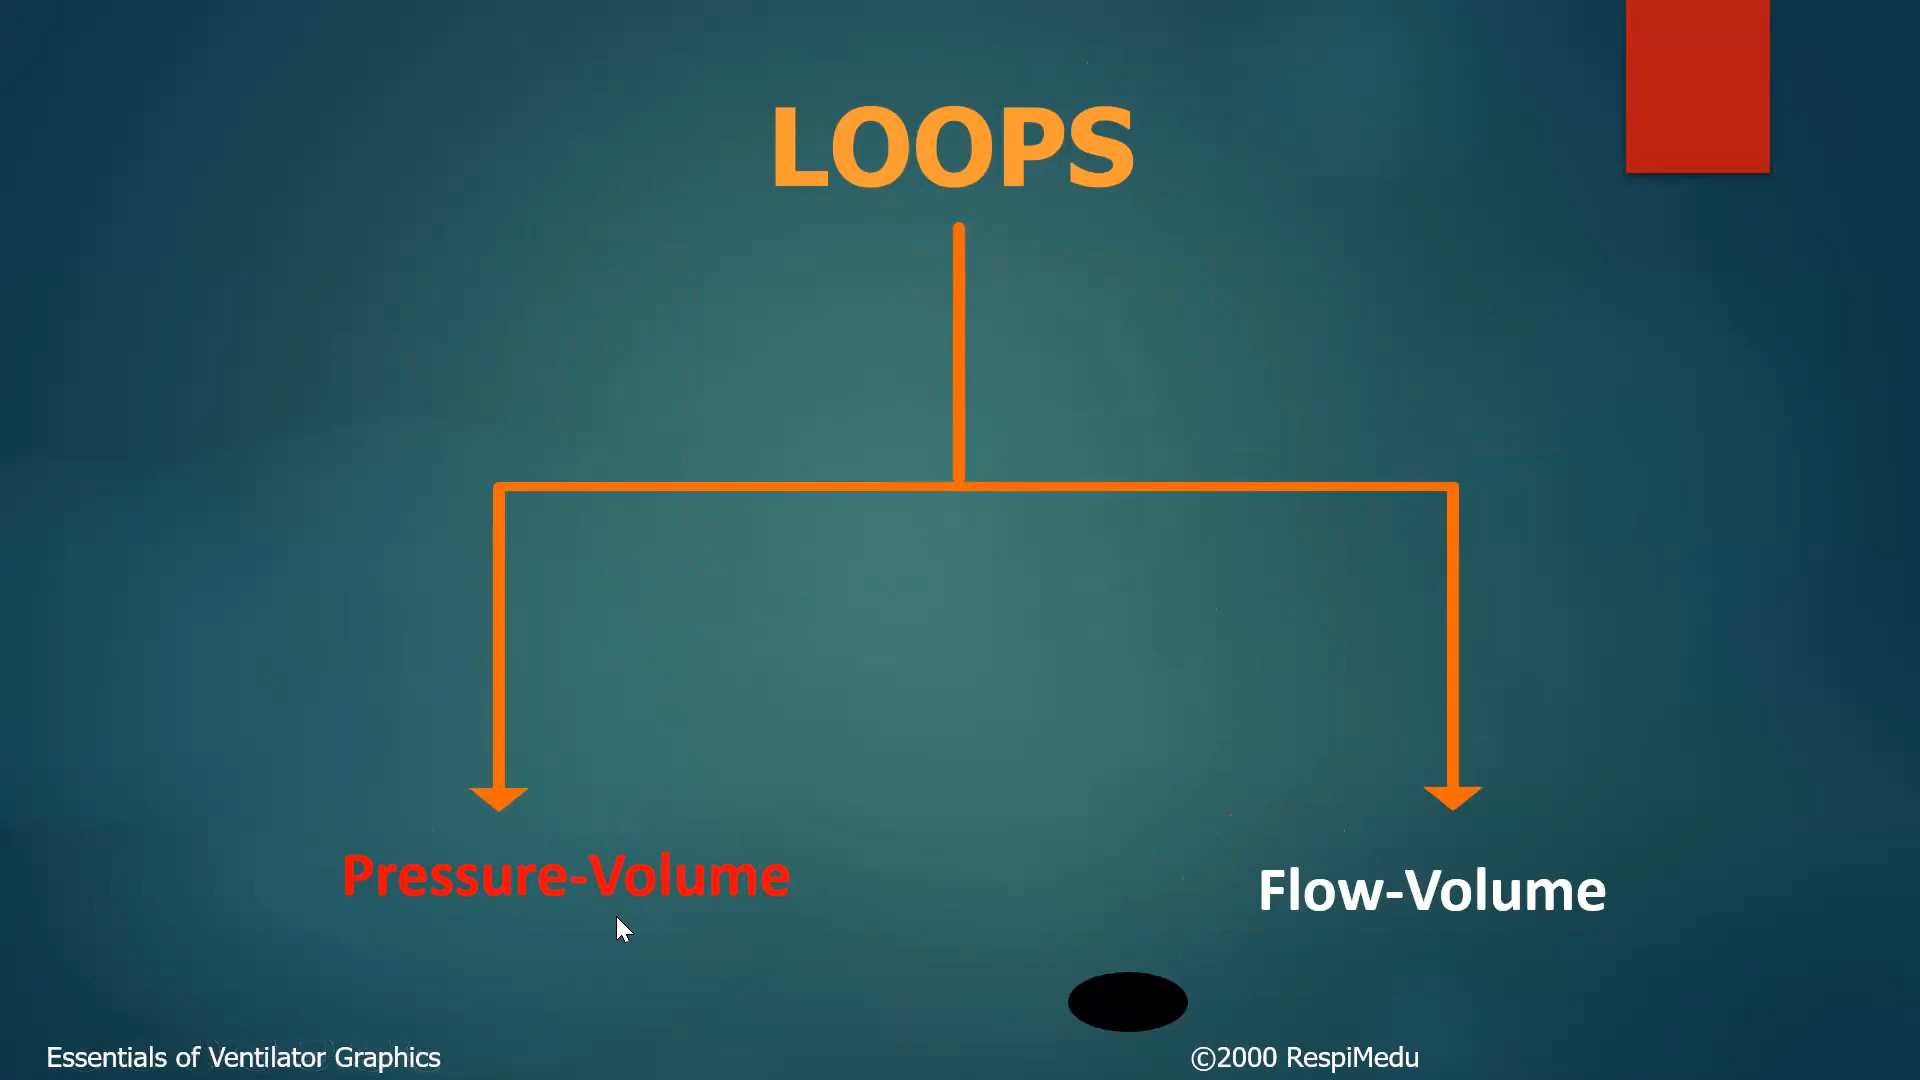 LOOPS
Pressure-Volume
Flow-Volume
Essentials of Ventilator Graphics
©2000 RespiMedu